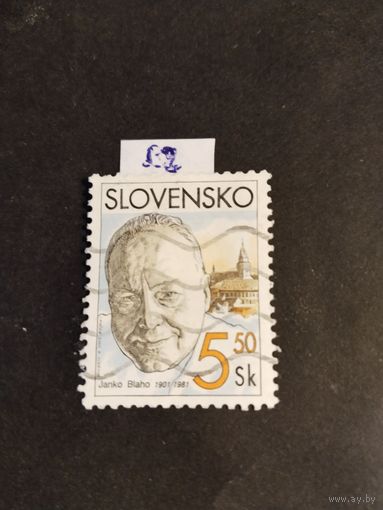 SLOVENSKO
Janko Blaho 1901-1981
5 50
Sk
www.ay.by